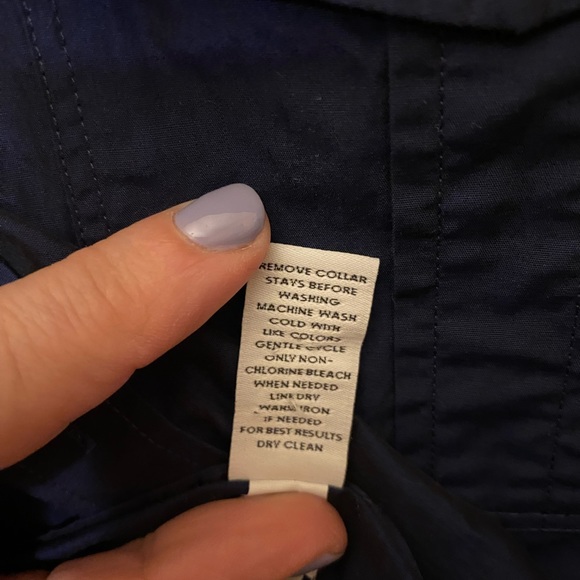 REMOVE COLLAR
STAYS BEFORE
WASHING
MACHINE WASH
COLD WITH
LIKE COLORS
GENTLE CYCLE
ONLY NON-
CHLORINE BLEACH
WHEN NEEDED
LINE DRY
WARM IRON
IF NEEDED
FOR BEST RESULTS
DRY CLEAN